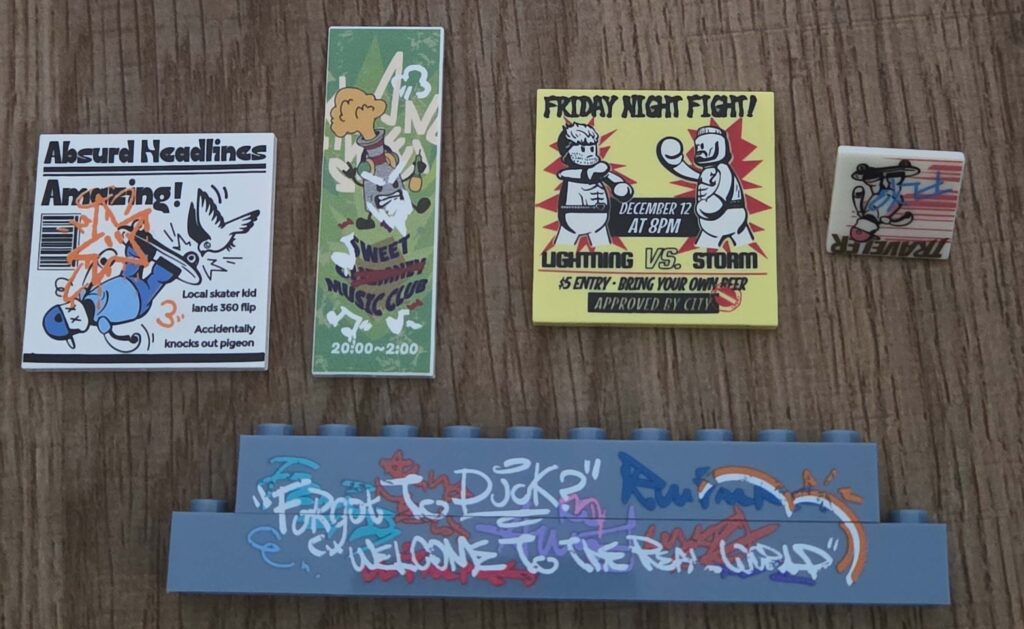 Absurd Headlines
Amazing!
Local skater kid
lands 360 flip
Accidentally
knocks out pigeon
SWEET
MUSIC CLUB
20:00~2:00
FRIDAY NIGHT FIGHT!
DECEMBER 12
AT 8PM
LIGHTNING VS. STORM
$5 ENTRY · BRING YOUR OWN BEER
APPROVED BY CITY
TRAVELER
"FORGOT TO DUCK?"
WELCOME TO THE REAL WORLD"